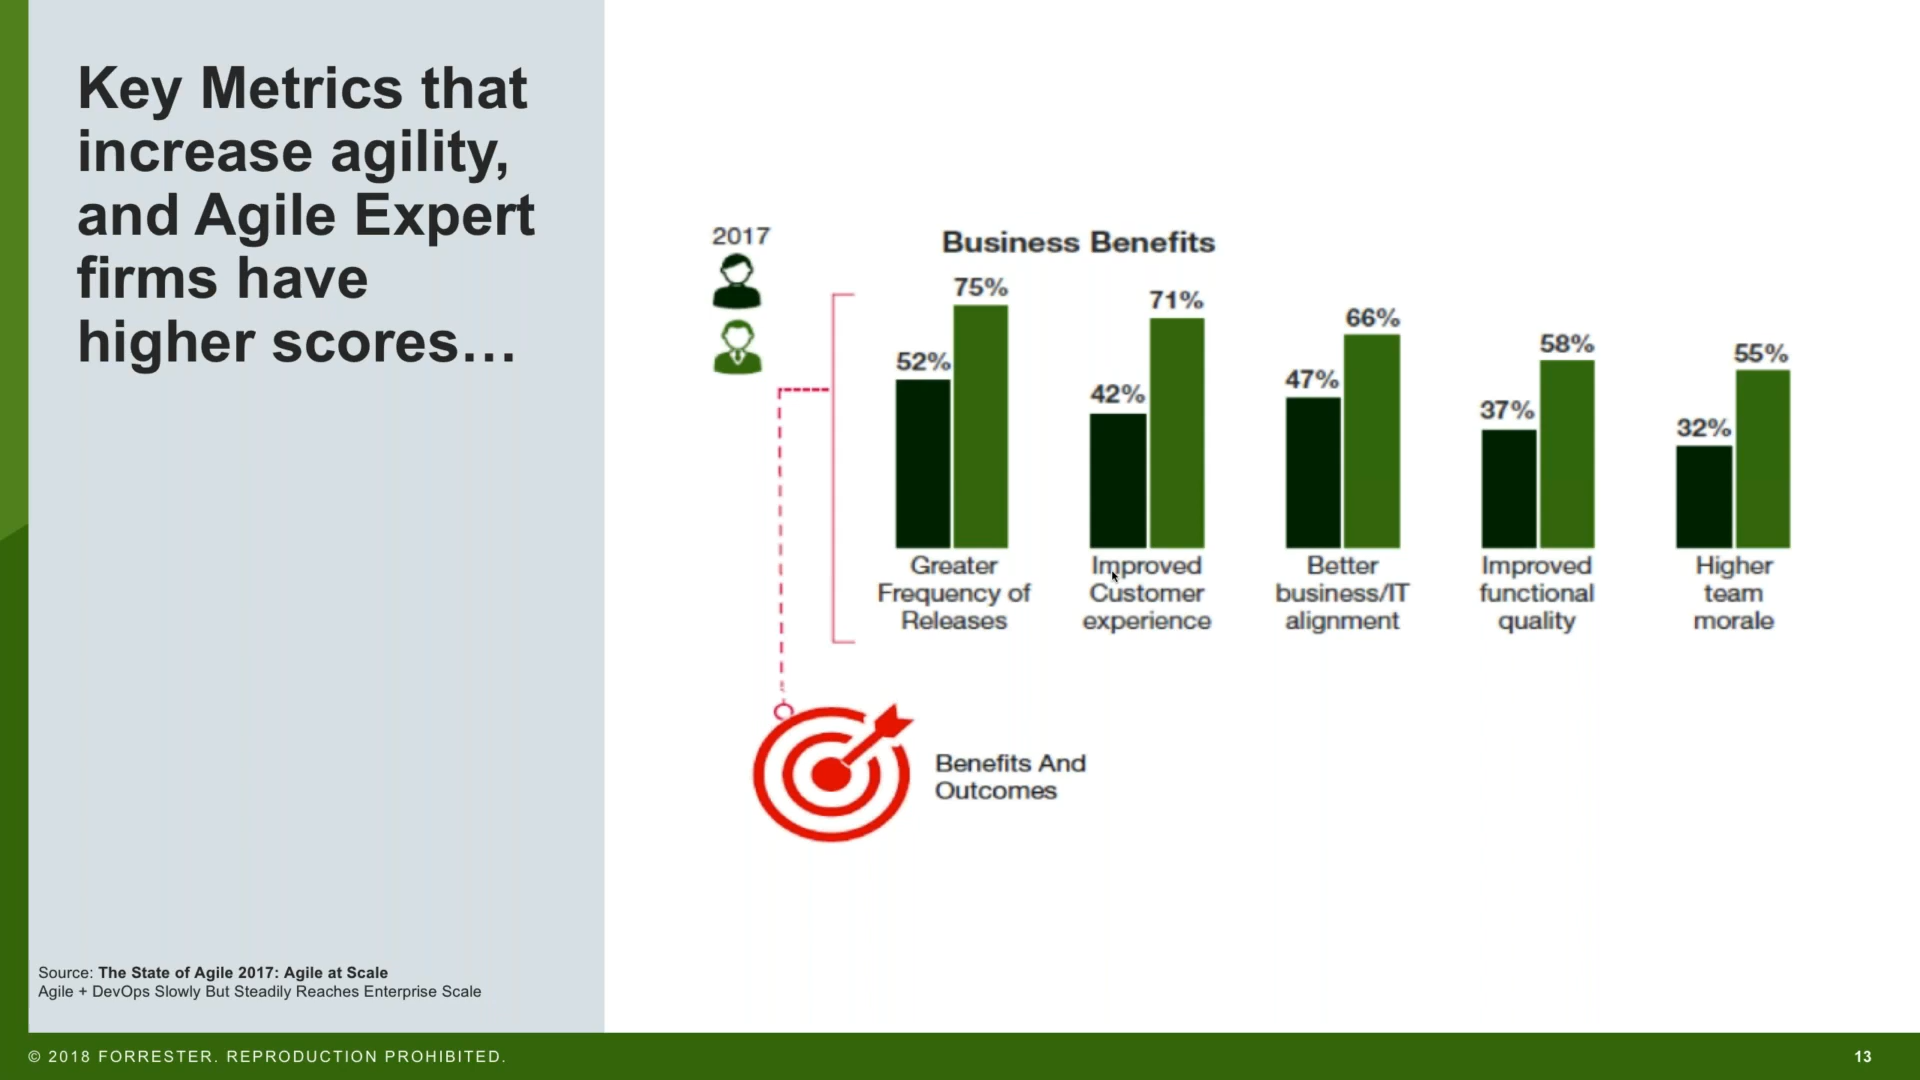 Key Metrics that
increase agility,
and Agile Expert
firms have
higher scores…
2017
Business Benefits
52%
75%
42%
71%
47%
66%
37%
58%
32%
55%
Greater
Frequency of
Releases
Improved
Customer
experience
Better
business/IT
alignment
Improved
functional
quality
Higher
team
morale
Benefits And
Outcomes
Source: The State of Agile 2017: Agile at Scale
Agile + DevOps Slowly But Steadily Reaches Enterprise Scale
© 2018 FORRESTER. REPRODUCTION PROHIBITED.
13